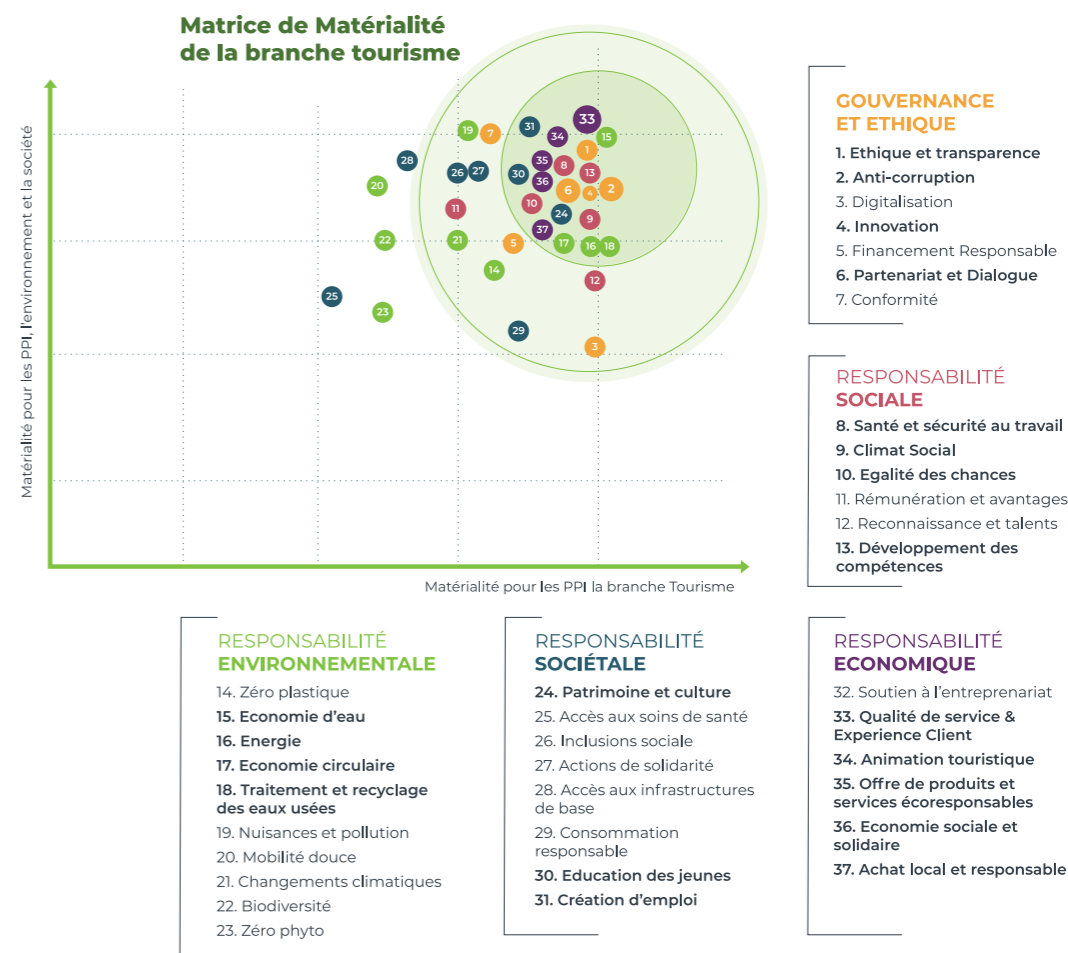 Matrice de Matérialité
de la branche tourisme
Matérialité pour les PPI, l'environnement et la société
33
31
19
7
34
15
1
28
35
8
26
27
30
13
36
20
6
4
2
10
11
24
9
37
22
21
5
17
16
18
14
12
25
23
29
3
Matérialité pour les PPI la branche Tourisme
GOUVERNANCE
ET ETHIQUE
1. Ethique et transparence
2. Anti-corruption
3. Digitalisation
4. Innovation
5. Financement Responsable
6. Partenariat et Dialogue
7. Conformité
RESPONSABILITÉ
SOCIALE
8. Santé et sécurité au travail
9. Climat Social
10. Egalité des chances
11. Rémunération et avantages
12. Reconnaissance et talents
13. Développement des
compétences
RESPONSABILITÉ
ENVIRONNEMENTALE
14. Zéro plastique
15. Economie d'eau
16. Energie
17. Economie circulaire
18. Traitement et recyclage
des eaux usées
19. Nuisances et pollution
20. Mobilité douce
21. Changements climatiques
22. Biodiversité
23. Zéro phyto
RESPONSABILITÉ
SOCIÉTALE
24. Patrimoine et culture
25. Accès aux soins de santé
26. Inclusions sociale
27. Actions de solidarité
28. Accès aux infrastructures
de base
29. Consommation
responsable
30. Education des jeunes
31. Création d'emploi
RESPONSABILITÉ
ECONOMIQUE
32. Soutien à l'entreprenariat
33. Qualité de service &
Experience Client
34. Animation touristique
35. Offre de produits et
services écoresponsables
36. Economie sociale et
solidaire
37. Achat local et responsable